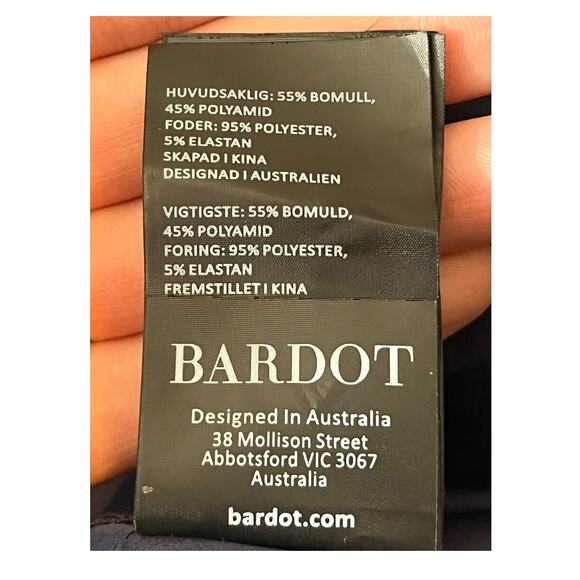 HUVUDSAKLIG: 55% BOMULL,
45% POLYAMID
FODER: 95% POLYESTER,
5% ELASTAN
SKAPAD I KINA
DESIGNAD I AUSTRALIEN
VIGTIGSTE: 55% BOMULD,
45% POLYAMID
FORING: 95% POLYESTER,
5% ELASTAN
FREMSTILLET I KINA
BARDOT
Designed In Australia
38 Mollison Street
Abbotsford VIC 3067
Australia
bardot.com